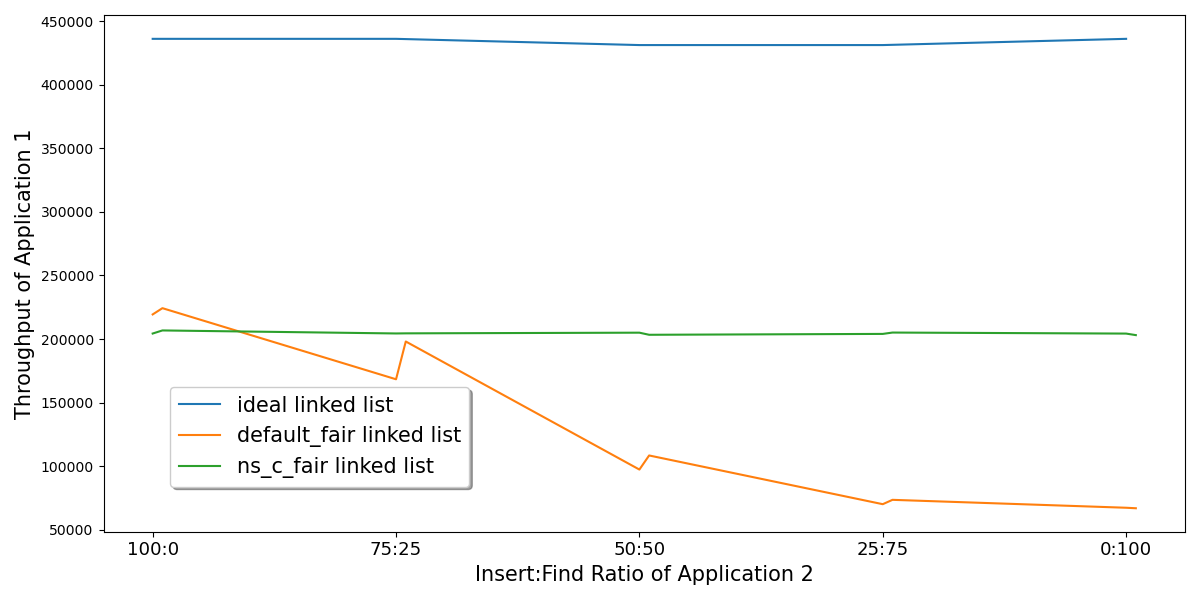 Throughput of Application 1
450000
400000
350000
300000
250000
200000
150000
100000
50000
ideal linked list
default_fair linked list
ns_c_fair linked list
100:0
75:25
50:50
25:75
0:100
Insert:Find Ratio of Application 2